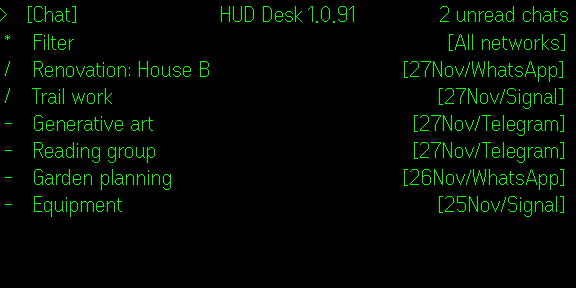 > [Chat] HUD Desk 1.0.91 2 unread chats
* Filter [All networks]
/ Renovation: House B [27Nov/WhatsApp]
/ Trail work [27Nov/Signal]
- Generative art [27Nov/Telegram]
- Reading group [27Nov/Telegram]
- Garden planning [26Nov/WhatsApp]
- Equipment [25Nov/Signal]